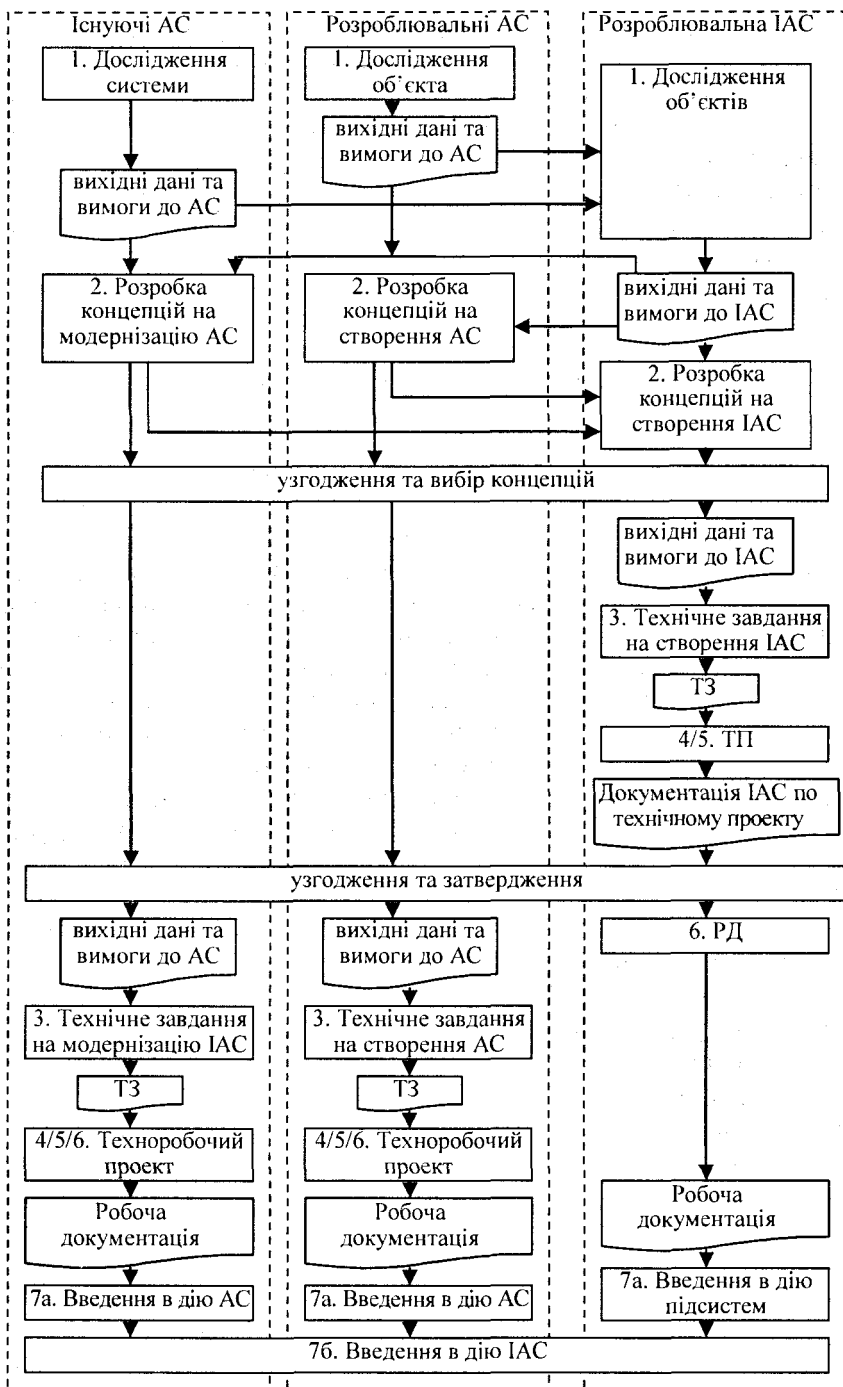 Існуючі АС
Розроблювальні АС
Розроблювальна ІАС
1. Дослідження
системи
1. Дослідження
об’єкта
1. Дослідження
об’єктів
вихідні дані та
вимоги до АС
вихідні дані та
вимоги до АС
2. Розробка
концепцій на
модернізацію АС
2. Розробка
концепцій на
створення АС
вихідні дані та
вимоги до ІАС
2. Розробка
концепцій на
створення ІАС
узгодження та вибір концепцій
вихідні дані та
вимоги до ІАС
3. Технічне завдання
на створення ІАС
ТЗ
4/5. ТП
Документація ІАС по
технічному проекту
узгодження та затвердження
вихідні дані та
вимоги до АС
3. Технічне завдання
на модернізацію ІАС
ТЗ
4/5/6. Техноробочий
проект
Робоча
документація
7а. Введення в дію АС
вихідні дані та
вимоги до АС
3. Технічне завдання
на створення АС
ТЗ
4/5/6. Техноробочий
проект
Робоча
документація
7а. Введення в дію АС
6. РД
Робоча
документація
7а. Введення в дію
підсистем
7б. Введення в дію ІАС